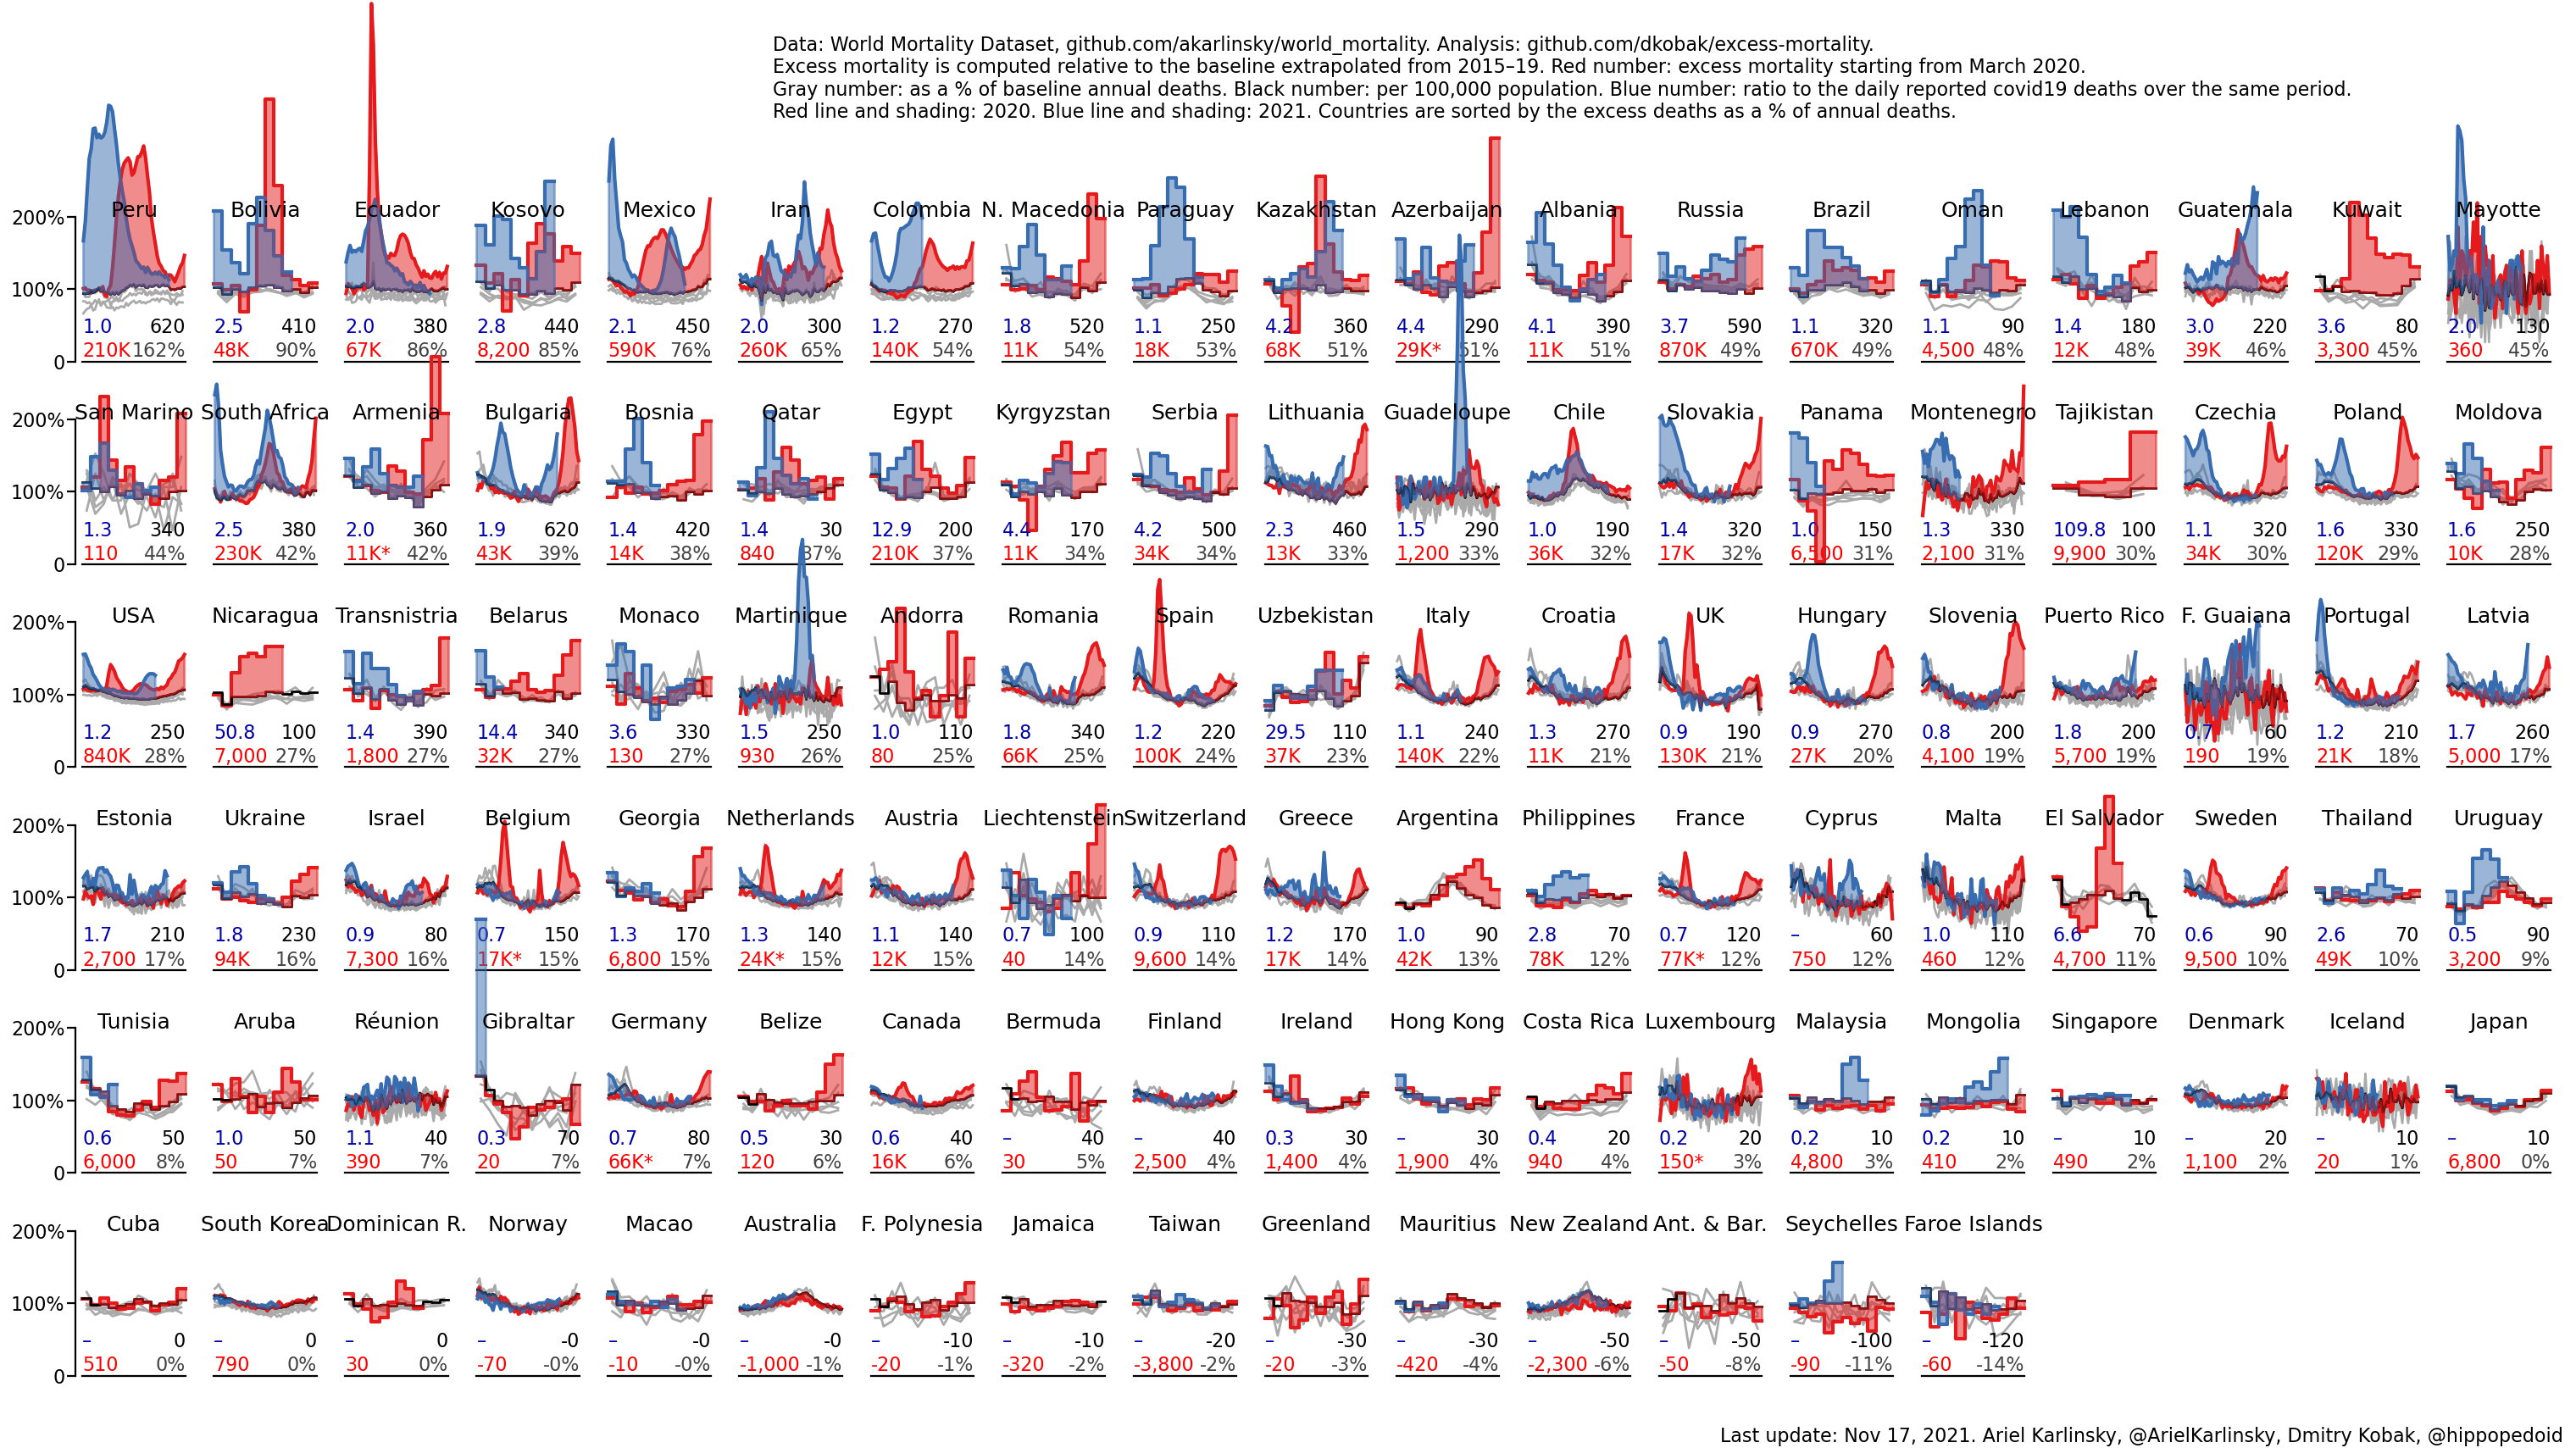 Data: World Mortality Dataset, github.com/akarlinsky/world_mortality. Analysis: github.com/dkobak/excess-mortality.
Excess mortality is computed relative to the baseline extrapolated from 2015–19. Red number: excess mortality starting from March 2020.
Gray number: as a % of baseline annual deaths. Black number: per 100,000 population. Blue number: ratio to the daily reported covid19 deaths over the same period.
Red line and shading: 2020. Blue line and shading: 2021. Countries are sorted by the excess deaths as a % of annual deaths.
200% Peru Bolivia Ecuador Kosovo Mexico Iran Colombia N. Macedonia Paraguay Kazakhstan Azerbaijan Albania Russia Brazil Oman Lebanon Guatemala Kuwait Mayotte
100%
1.0 620 2.5 410 2.0 380 2.8 440 2.1 450 2.0 300 1.2 270 1.8 520 1.1 250 4.2 360 4.4 290 4.1 390 3.7 590 1.1 320 1.1 90 1.4 180 3.0 220 3.6 80 2.0 130
0 210K 162% 48K 90% 67K 86% 8,200 85% 590K 76% 260K 65% 140K 54% 11K 54% 18K 53% 68K 51% 29K* 51% 11K 51% 870K 49% 670K 49% 4,500 48% 12K 48% 39K 46% 3,300 45% 360 45%
200% San Marino South Africa Armenia Bulgaria Bosnia Qatar Egypt Kyrgyzstan Serbia Lithuania Guadeloupe Chile Slovakia Panama Montenegro Tajikistan Czechia Poland Moldova
100%
1.3 340 2.5 380 2.0 360 1.9 620 1.4 420 1.4 30 12.9 200 4.4 170 4.2 500 2.3 460 1.5 290 1.0 190 1.4 320 1.0 150 1.3 330 109.8 100 1.1 320 1.6 330 1.6 250
0 110 44% 230K 42% 11K* 42% 43K 39% 14K 38% 840 37% 210K 37% 11K 34% 34K 34% 13K 33% 1,200 33% 36K 32% 17K 32% 6,500 31% 2,100 31% 9,900 30% 34K 30% 120K 29% 10K 28%
200% USA Nicaragua Transnistria Belarus Monaco Martinique Andorra Romania Spain Uzbekistan Italy Croatia UK Hungary Slovenia Puerto Rico F. Guaiana Portugal Latvia
100%
1.2 250 50.8 100 1.4 390 14.4 340 3.6 330 1.5 250 1.0 110 1.8 340 1.2 220 29.5 110 1.1 240 1.3 270 0.9 190 0.9 270 0.8 200 1.8 200 0.7 60 1.2 210 1.7 260
0 840K 28% 7,000 27% 1,800 27% 32K 27% 130 27% 930 26% 80 25% 66K 25% 100K 24% 37K 23% 140K 22% 11K 21% 130K 21% 27K 20% 4,100 19% 5,700 19% 190 19% 21K 18% 5,000 17%
200% Estonia Ukraine Israel Belgium Georgia Netherlands Austria Liechtenstein Switzerland Greece Argentina Philippines France Cyprus Malta El Salvador Sweden Thailand Uruguay
100%
1.7 210 1.8 230 0.9 80 0.7 150 1.3 170 1.3 140 1.1 140 0.7 100 0.9 110 1.2 170 1.0 90 2.8 70 0.7 120 – 60 1.0 110 6.6 70 0.6 90 2.6 70 0.5 90
0 2,700 17% 94K 16% 7,300 16% 17K* 15% 6,800 15% 24K* 15% 12K 15% 40 14% 9,600 14% 17K 14% 42K 13% 78K 12% 77K* 12% 750 12% 460 12% 4,700 11% 9,500 10% 49K 10% 3,200 9%
200% Tunisia Aruba Réunion Gibraltar Germany Belize Canada Bermuda Finland Ireland Hong Kong Costa Rica Luxembourg Malaysia Mongolia Singapore Denmark Iceland Japan
100%
0.6 50 1.0 50 1.1 40 0.3 70 0.7 80 0.5 30 0.6 40 – 40 – 40 0.3 30 – 30 0.4 20 0.2 20 0.2 10 0.2 10 – 10 – 20 – 10 – 10
0 6,000 8% 50 7% 390 7% 20 7% 66K* 7% 120 6% 16K 6% 30 5% 2,500 4% 1,400 4% 1,900 4% 940 4% 150* 3% 4,800 3% 410 2% 490 2% 1,100 2% 20 1% 6,800 0%
200% Cuba South Korea Dominican R. Norway Macao Australia F. Polynesia Jamaica Taiwan Greenland Mauritius New Zealand Ant. & Bar. Seychelles Faroe Islands
100%
– 0 – 0 – 0 – -0 – -0 – -0 – -10 – -10 – -20 – -30 – -30 – -50 – -50 – -100 – -120
0 510 0% 790 0% 30 0% -70 -0% -10 -0% -1,000 -1% -20 -1% -320 -2% -3,800 -2% -20 -3% -420 -4% -2,300 -6% -50 -8% -90 -11% -60 -14%
Last update: Nov 17, 2021. Ariel Karlinsky, @ArielKarlinsky, Dmitry Kobak, @hippopedoid